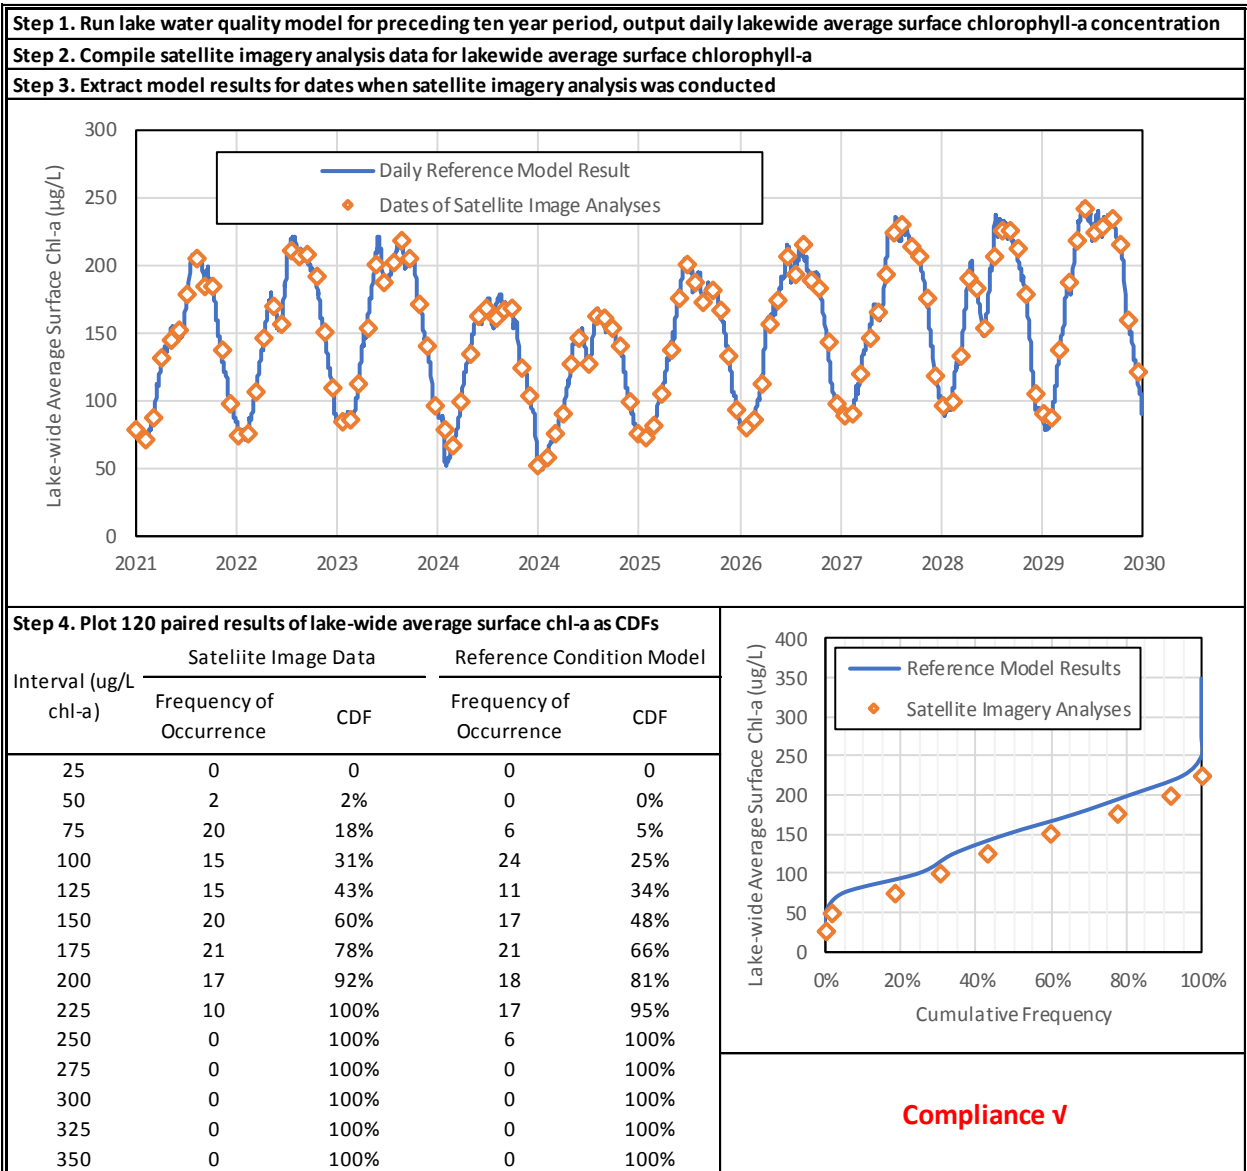 Step 1. Run lake water quality model for preceding ten year period, output daily lakewide average surface chlorophyll-a concentration
Step 2. Compile satellite imagery analysis data for lakewide average surface chlorophyll-a
Step 3. Extract model results for dates when satellite imagery analysis was conducted
Lake-wide Average Surface Chl-a (µg/L)
300
250
200
150
100
50
0
Daily Reference Model Result
Dates of Satellite Image Analyses
2021 2022 2023 2024 2024 2025 2026 2027 2028 2029 2030
Step 4. Plot 120 paired results of lake-wide average surface chl-a as CDFs
Interval (ug/L
chl-a)
Sateliite Image Data Reference Condition Model
Frequency of
Occurrence CDF Frequency of
Occurrence CDF
25 0 0 0 0
50 2 2% 0 0%
75 20 18% 6 5%
100 15 31% 24 25%
125 15 43% 11 34%
150 20 60% 17 48%
175 21 78% 21 66%
200 17 92% 18 81%
225 10 100% 17 95%
250 0 100% 6 100%
275 0 100% 0 100%
300 0 100% 0 100%
325 0 100% 0 100%
350 0 100% 0 100%
Lake-wide Average Surface Chl-a (ug/L)
400
350
300
250
200
150
100
50
0
Reference Model Results
Satellite Imagery Analyses
0% 20% 40% 60% 80% 100%
Cumulative Frequency
Compliance √